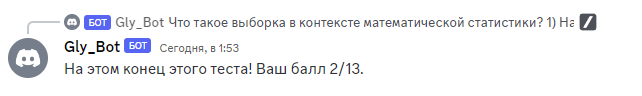 БОТ Gly_Bot Что такое выборка в контексте математической статистики? 1) На
Gly_Bot БОТ Сегодня, в 1:53
На этом конец этого теста! Ваш балл 2/13.